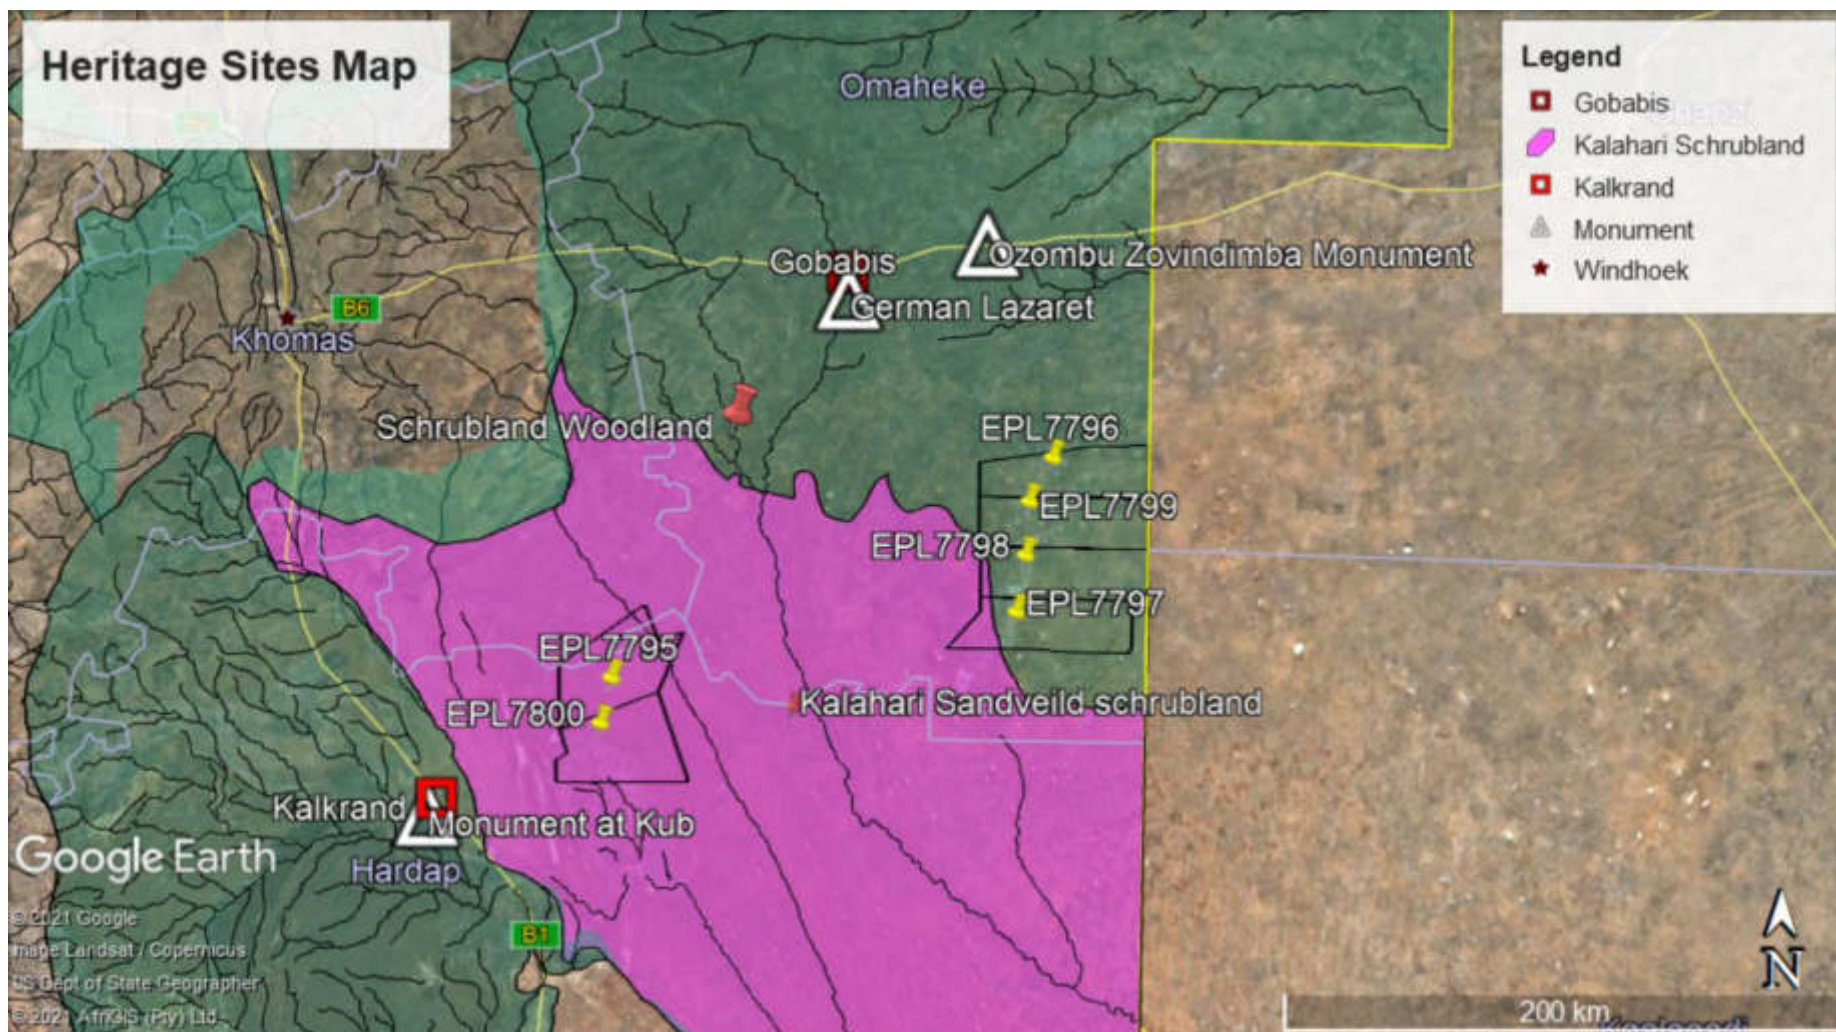 Heritage Sites Map
Omaheke
Legend
Gobabis
Kalahari Schrubland
Kalkrand
Monument
Windhoek
Gobabis
Ozombu Zovindimba Monument
German Lazaret
B6
Khomas
Schrubland Woodland
EPL7796
EPL7799
EPL7798
EPL7797
EPL7795
EPL7800
Kalahari Sandveild schrubland
Kalkrand
Monument at Kub
Google Earth
Hardap
B1
© 2021 Google
Image Landsat / Copernicus
US Dept of State Geographer
© 2021 AfriGIS (Pty) Ltd.
N
200 km